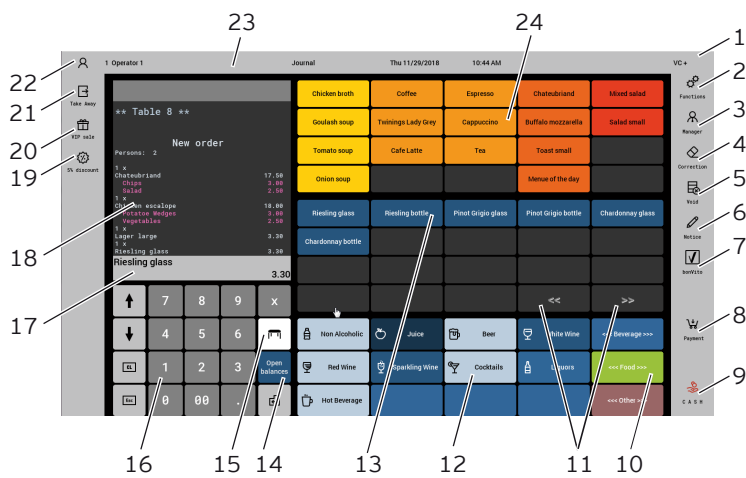 23
24
1
1 Operator 1
Journal
Thu 11/29/2018
10:44 AM
VC +
22
21
Take Away
20
VIP sale
19
5% discount
18
17
** Table 8 **
New order
Persons: 2
1 x
Chateaubriand 17.50
Chips 3.00
Salad 2.50
1 x
Chicken escalope 18.00
Potatoe Wedges 3.00
Vegetables 2.50
1 x
Lager large 3.30
1 x
Riesling glass 3.30
Riesling glass
3.30
Chicken broth Coffee Espresso Chateubriand Mixed salad
Goulash soup Twinings Lady Grey Cappuccino Buffalo mozzarella Salad small
Tomato soup Cafe Latte Tea Toast small
Onion soup Menue of the day
Riesling glass Riesling bottle Pinot Grigio glass Pinot Grigio bottle Chardonnay glass
Chardonnay bottle
<< >>
Non Alcoholic Juice Beer White Wine <<< Beverage >>>
Red Wine Sparkling Wine Cocktails Liquors <<< Food >>>
Hot Beverage <<< Other >>>
7 8 9 X
4 5 6
CL 1 2 3 Open balances
Esc 0 00 .
2
Functions
3
Manager
4
Correction
5
Void
6
Notice
7
bonVito
8
Payment
9
CASH
16 15 14 13 12 11 10